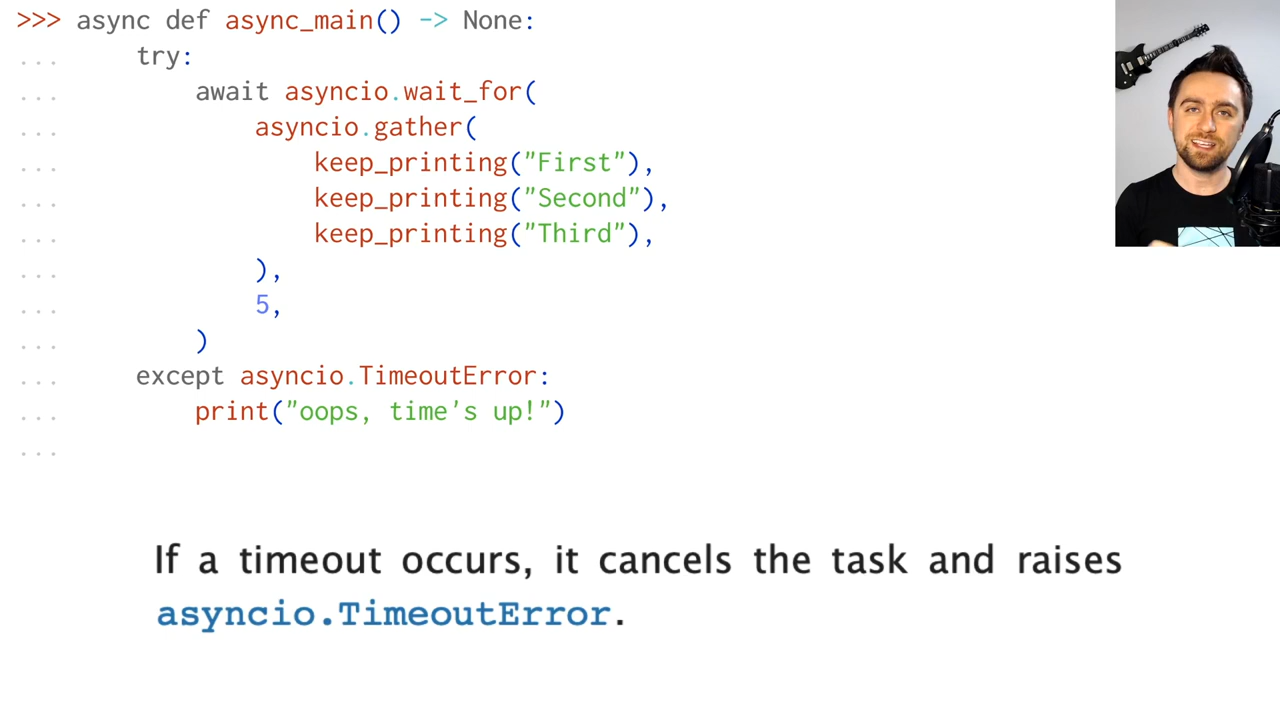 >>> async def async_main() -> None:
...     try:
...         await asyncio.wait_for(
...             asyncio.gather(
...                 keep_printing("First"),
...                 keep_printing("Second"),
...                 keep_printing("Third"),
...             ),
...             5,
...         )
...     except asyncio.TimeoutError:
...         print("oops, time's up!")
...
If a timeout occurs, it cancels the task and raises
asyncio.TimeoutError.